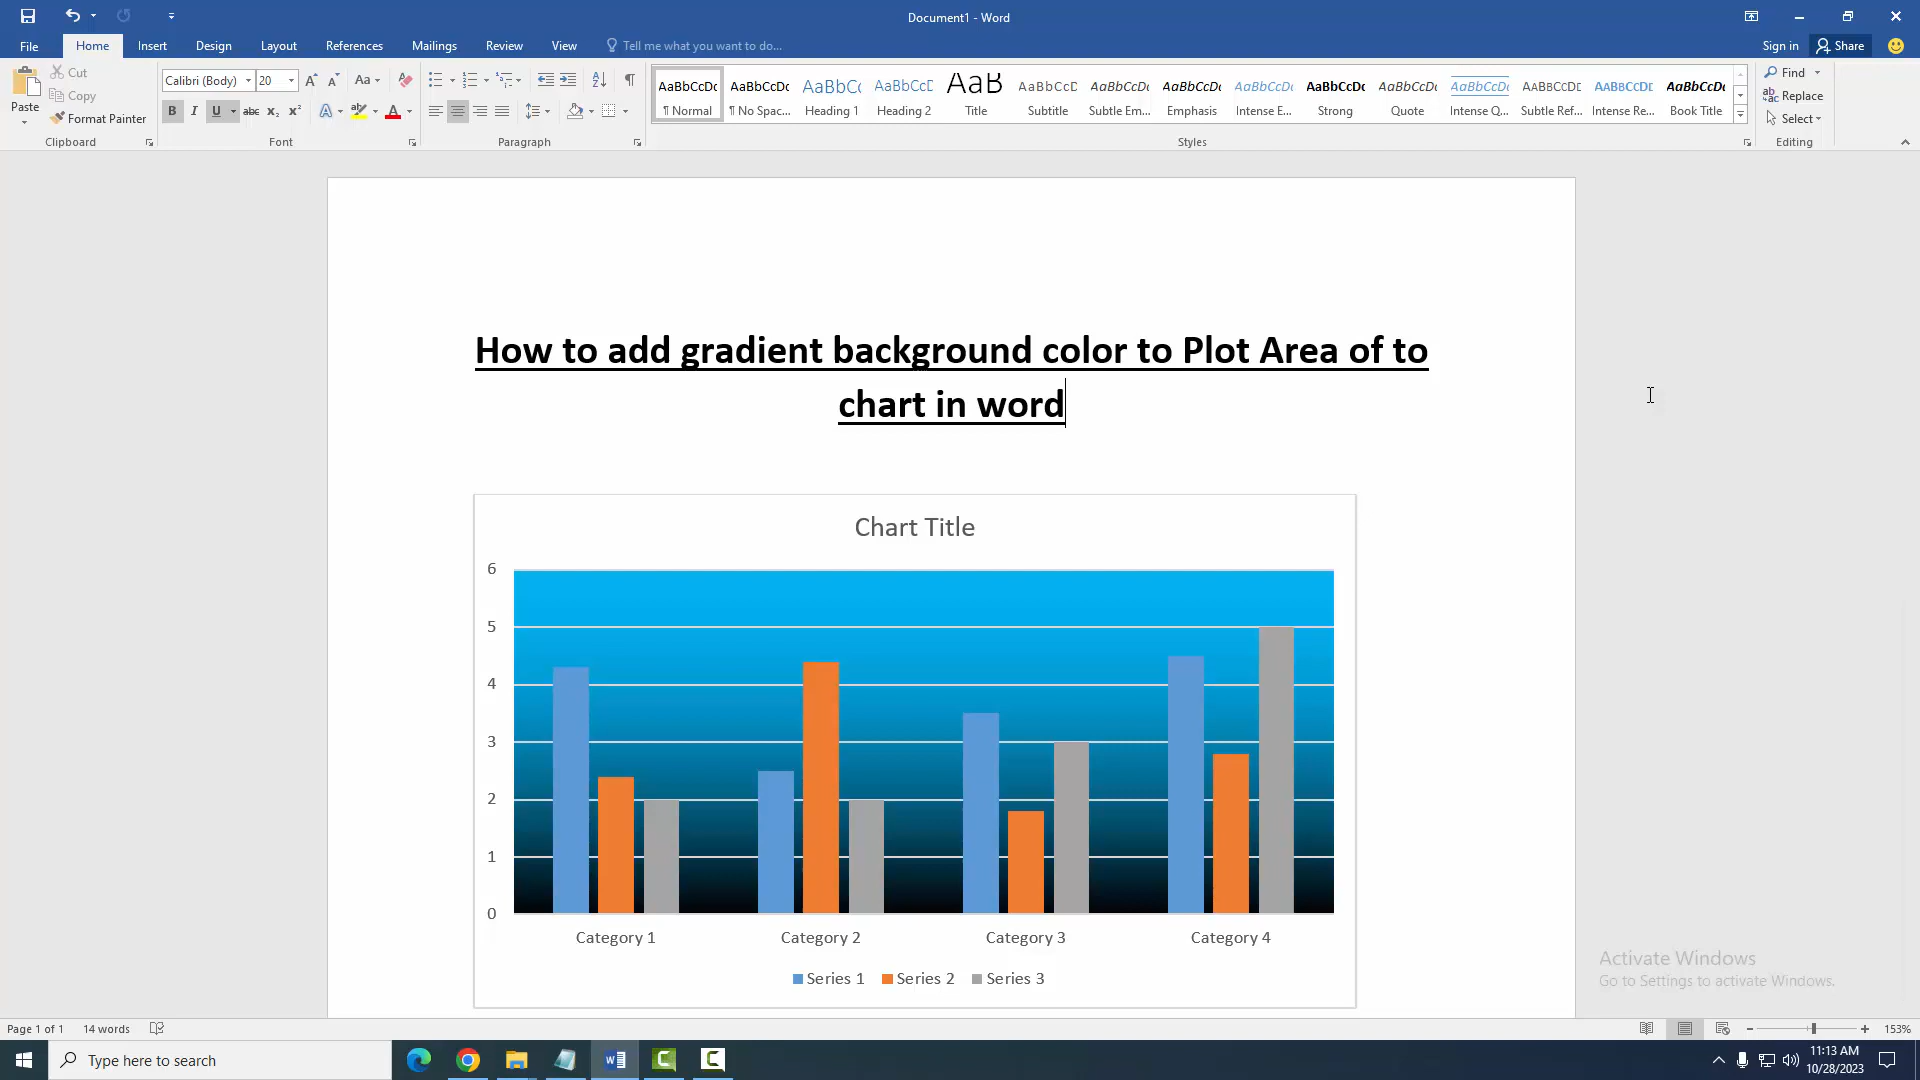 Document1 - Word
File Home Insert Design Layout References Mailings Review View Tell me what you want to do... Sign in Share
Paste Cut Copy Format Painter
Calibri (Body) 20 Aa
B I U abc x₂ x² A A
AaBbCcDc AaBbCcDc AaBbCc AaBbCcD AaB AaBbCcD AaBbCcDc AaBbCcDc AaBbCcDc AaBbCcDc AaBbCcDc AaBbCcDc AABBCCDD AABBCCDD AaBbCcDc
¶ Normal ¶ No Spac... Heading 1 Heading 2 Title Subtitle Subtle Em... Emphasis Intense E... Strong Quote Intense Q... Subtle Ref... Intense Re... Book Title
Find
Replace
Select
Clipboard Font Paragraph Styles Editing
How to add gradient background color to Plot Area of to
chart in word
Chart Title
6
5
4
3
2
1
0
Category 1 Category 2 Category 3 Category 4
Series 1 Series 2 Series 3
Activate Windows
Go to Settings to activate Windows.
Page 1 of 1 14 words 153%
Type here to search
11:13 AM
10/28/2023